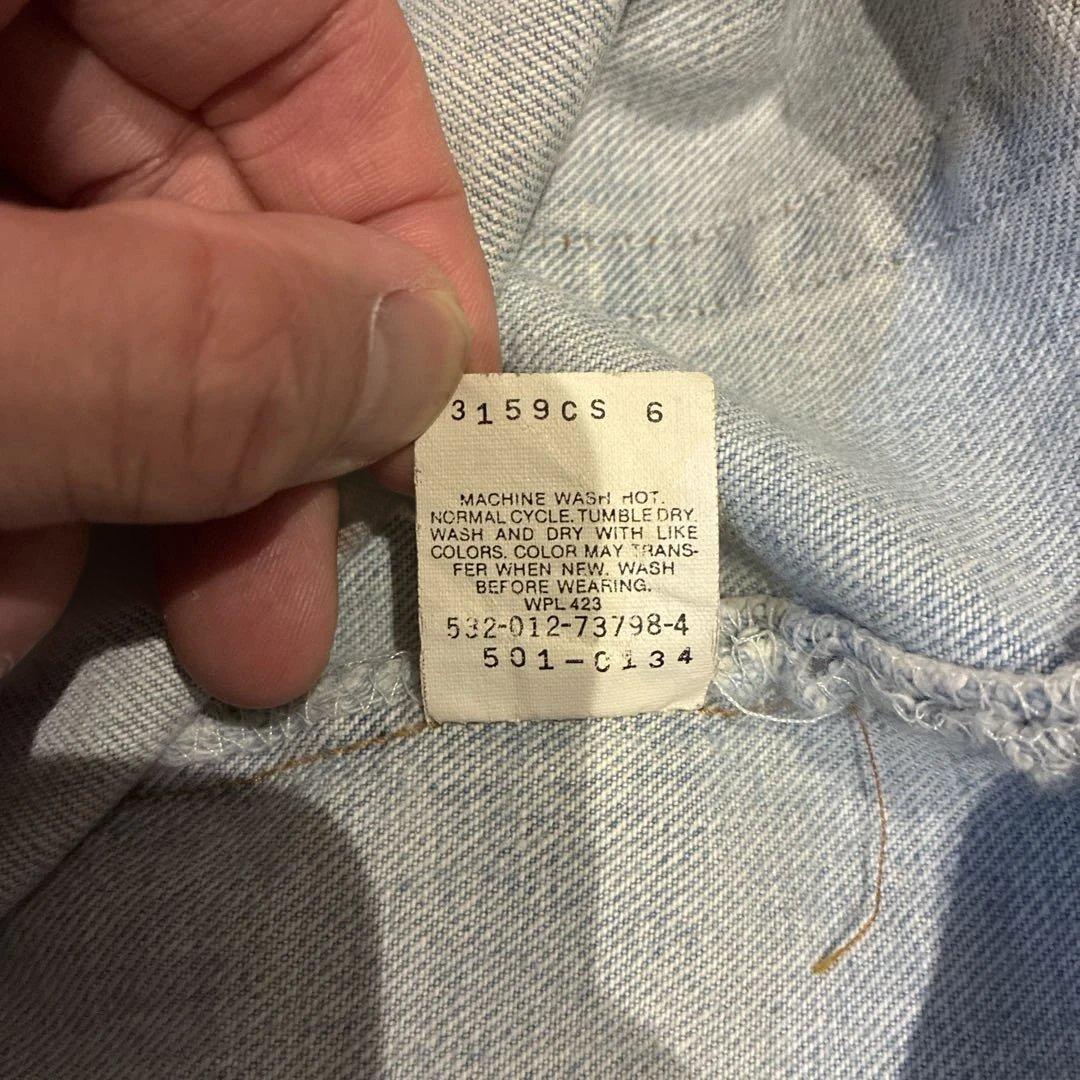 3159CS 6
MACHINE WASH HOT.
NORMAL CYCLE. TUMBLE DRY.
WASH AND DRY WITH LIKE
COLORS. COLOR MAY TRANS-
FER WHEN NEW. WASH
BEFORE WEARING.
WPL 423
532-012-73798-4
501-0134